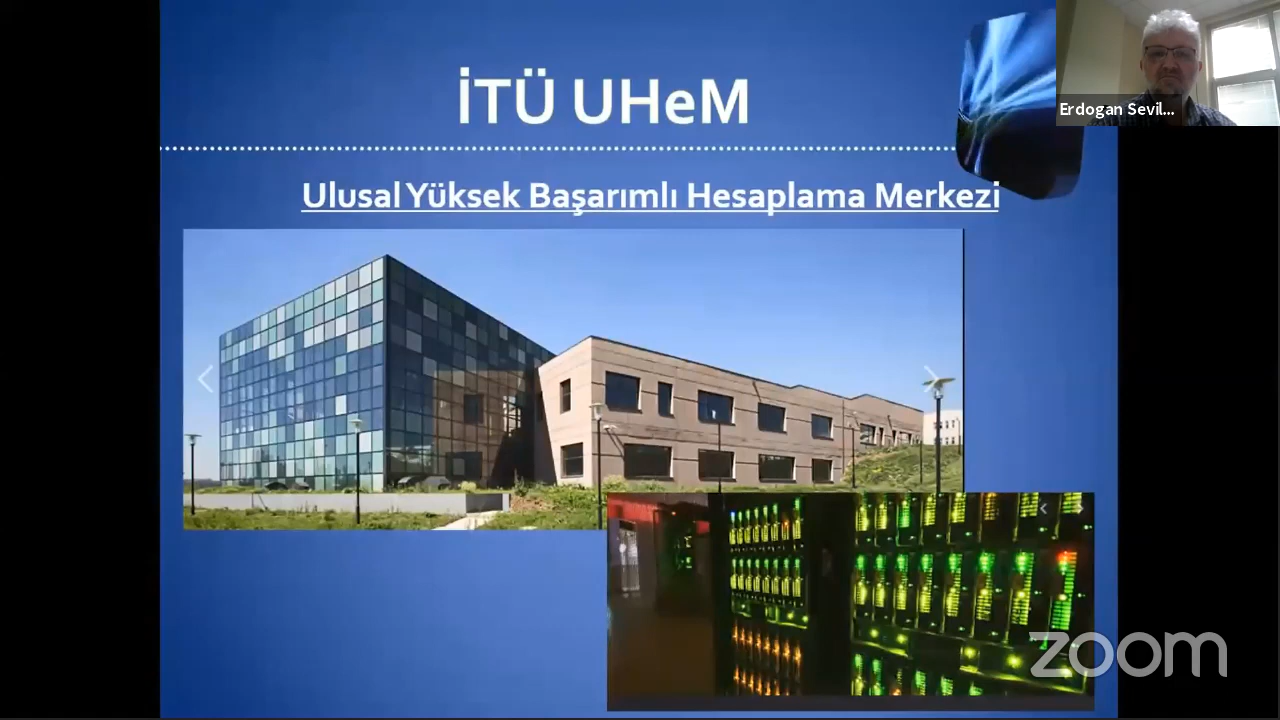 İTÜ UHeM
Erdogan Sevil...
Ulusal Yüksek Başarımlı Hesaplama Merkezi
zoom